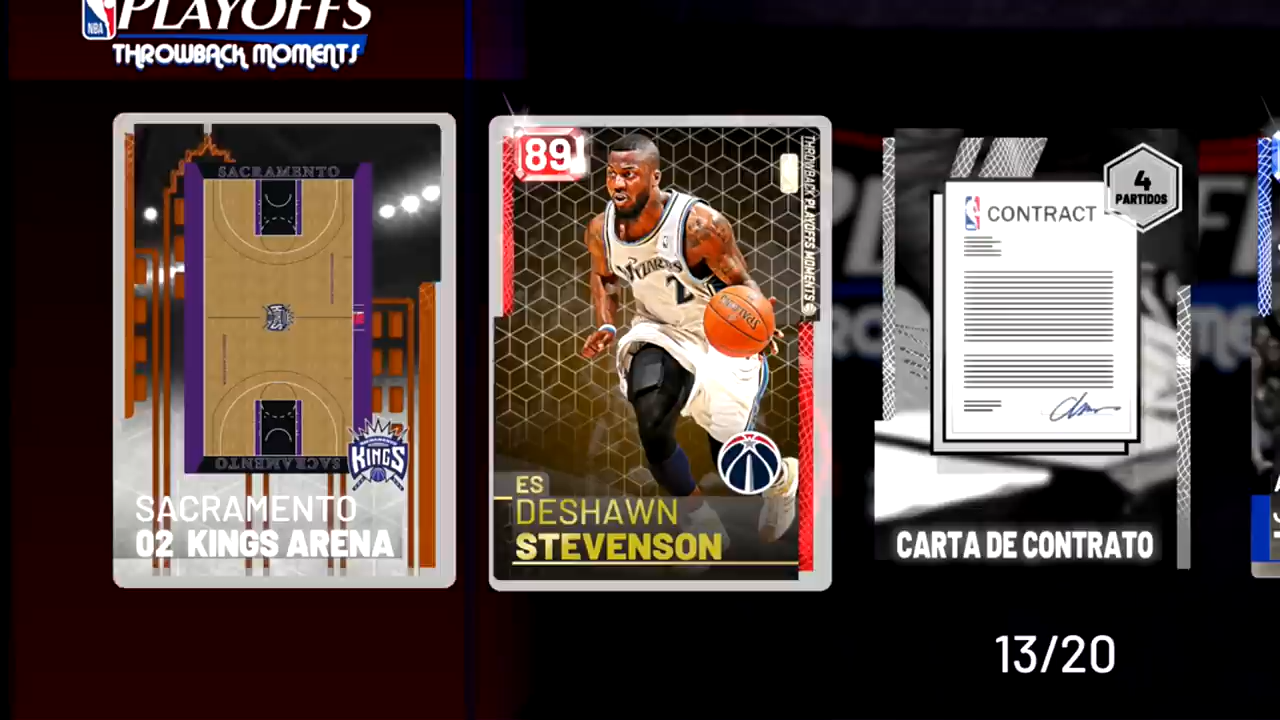 NBA
PLAYOFFS
THROWBACK MOMENTS
SACRAMENTO
SACRAMENTO
KINGS
SACRAMENTO
02 KINGS ARENA
89
THROWBACK PLAYOFFS MOMENTS
WIZARDS
2
SPALDING
ES
DESHAWN
STEVENSON
4
PARTIDOS
CONTRACT
CARTA DE CONTRATO
13/20